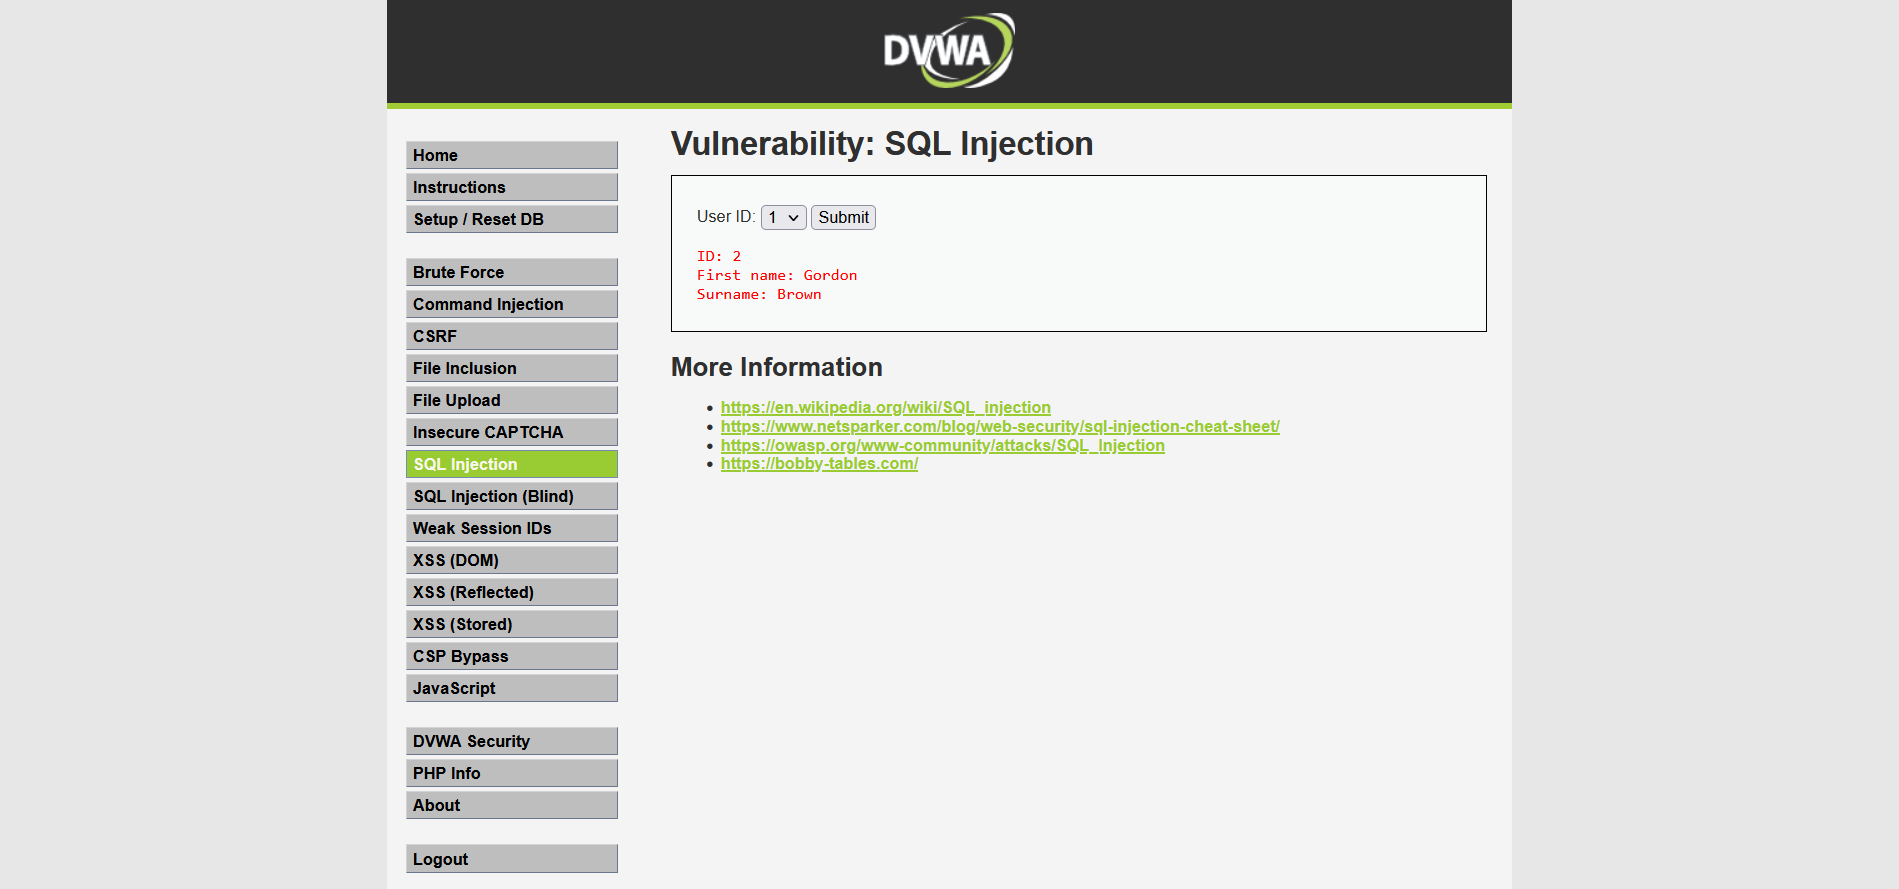 DVWA
Home
Instructions
Setup / Reset DB
Brute Force
Command Injection
CSRF
File Inclusion
File Upload
Insecure CAPTCHA
SQL Injection
SQL Injection (Blind)
Weak Session IDs
XSS (DOM)
XSS (Reflected)
XSS (Stored)
CSP Bypass
JavaScript
DVWA Security
PHP Info
About
Logout
Vulnerability: SQL Injection
User ID: 1 Submit
ID: 2
First name: Gordon
Surname: Brown
More Information
https://en.wikipedia.org/wiki/SQL_injection
https://www.netsparker.com/blog/web-security/sql-injection-cheat-sheet/
https://owasp.org/www-community/attacks/SQL_Injection
https://bobby-tables.com/